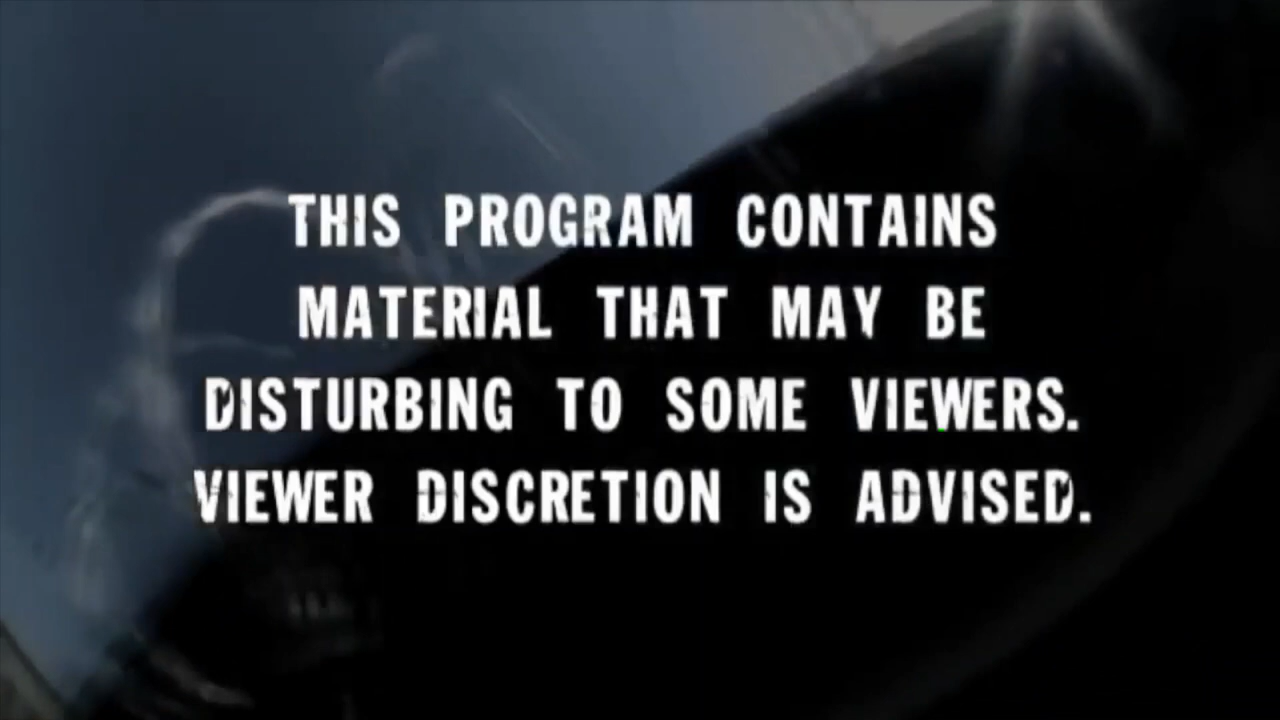 THIS PROGRAM CONTAINS
MATERIAL THAT MAY BE
DISTURBING TO SOME VIEWERS.
VIEWER DISCRETION IS ADVISED.